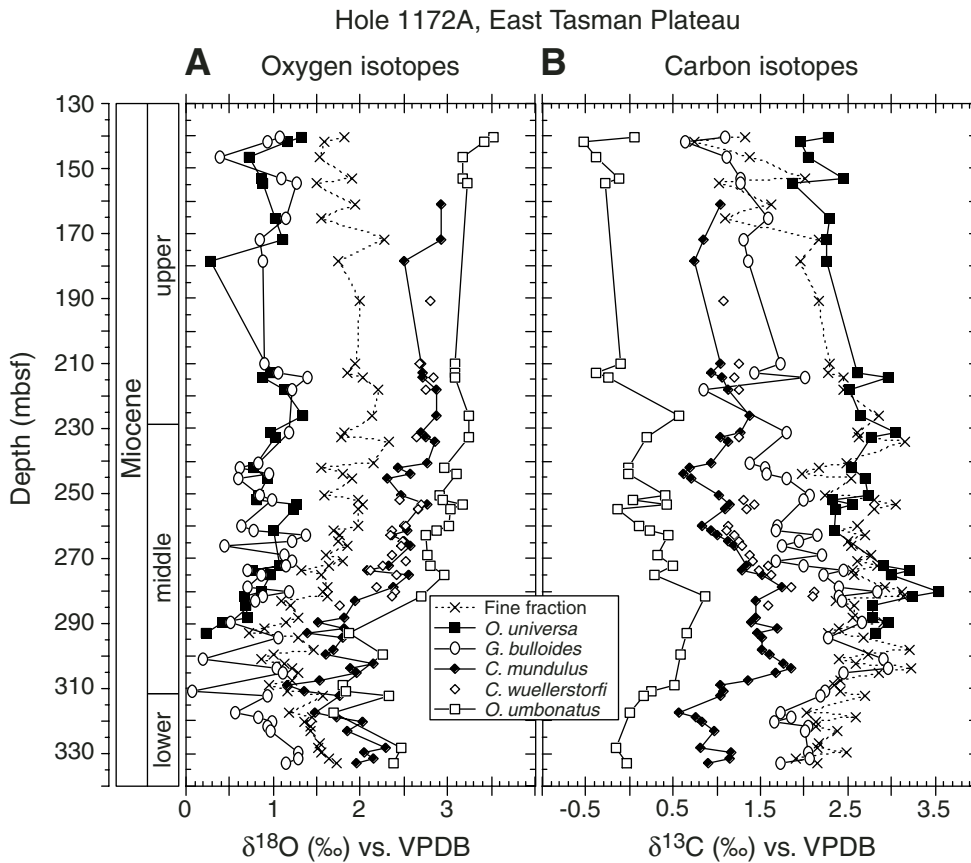 Hole 1172A, East Tasman Plateau
A Oxygen isotopes
B Carbon isotopes
Depth (mbsf)
130
150
170
190
210
230
250
270
290
310
330
Miocene
upper
middle
lower
Fine fraction
O. universa
G. bulloides
C. mundulus
C. wuellerstorfi
O. umbonatus
0 1 2 3
-0.5 0.5 1.5 2.5 3.5
δ¹⁸O (‰) vs. VPDB
δ¹³C (‰) vs. VPDB